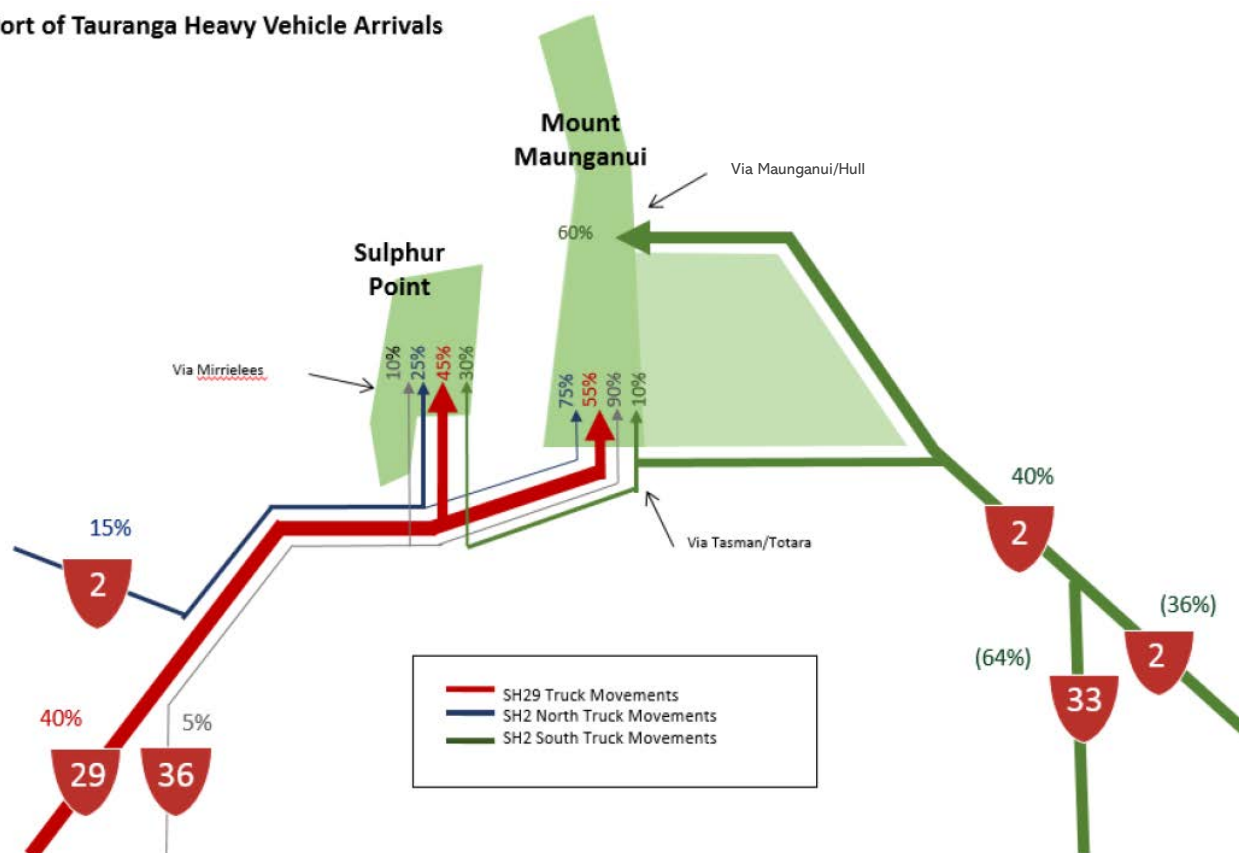 ort of Tauranga Heavy Vehicle Arrivals
Mount
Maunganui
Via Maunganui/Hull
60%
Sulphur
Point
Via Mirrielees
10%
25%
45%
30%
75%
55%
90%
10%
40%
2
Via Tasman/Totara
15%
2
(36%)
2
(64%)
33
SH29 Truck Movements
SH2 North Truck Movements
SH2 South Truck Movements
40%
5%
29
36